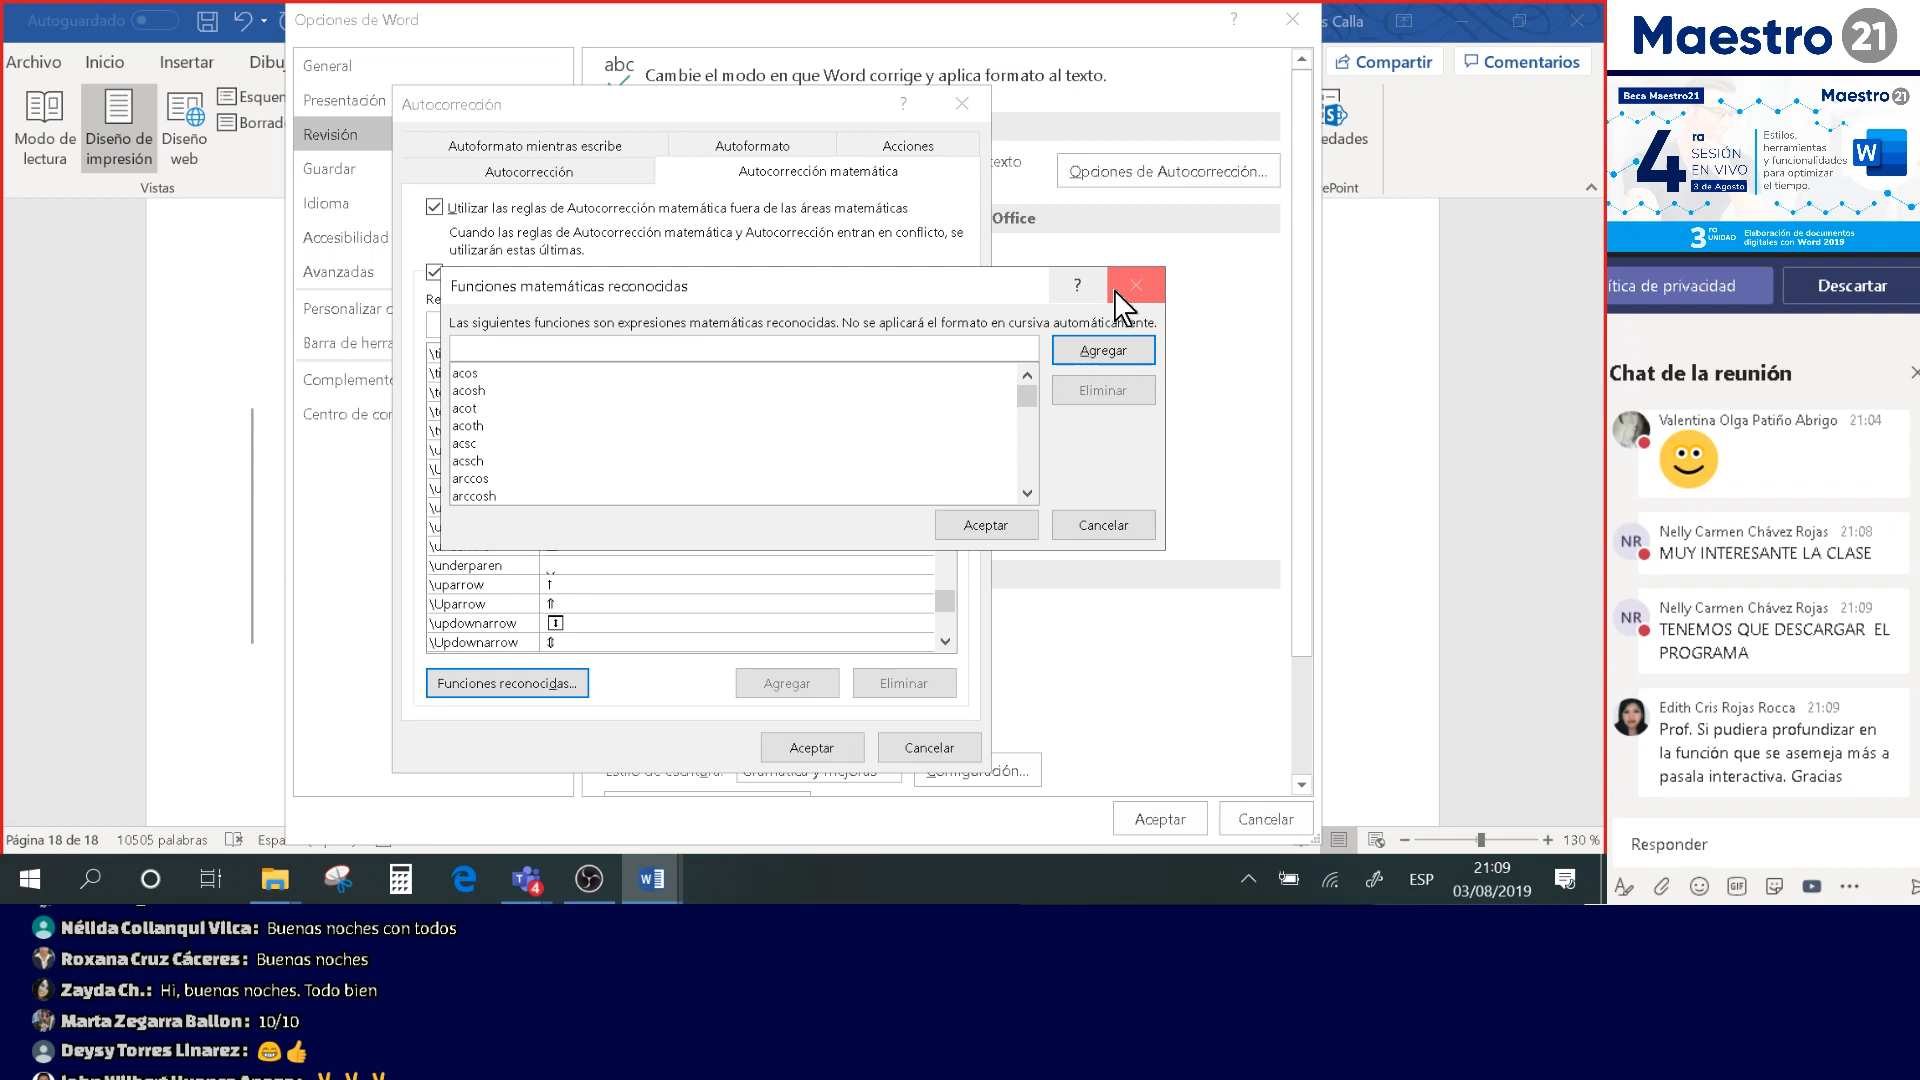 Autoguardado
Opciones de Word
?
s Calla
Maestro 21
Archivo
Inicio
Insertar
Dibu
Compartir
Comentarios
Modo de lectura
Diseño de impresión
Diseño web
Esquen
Borrad
Vistas
edades
ePoint
General
Presentación
Revisión
Guardar
Idioma
Accesibilidad
Avanzadas
Personalizar c
Barra de herra
Complemento
Centro de con
abc
Cambie el modo en que Word corrige y aplica formato al texto.
exto
Opciones de Autocorrección...
Office
Autocorrección
?
Autoformato mientras escribe
Autoformato
Acciones
Autocorrección
Autocorrección matemática
Utilizar las reglas de Autocorrección matemática fuera de las áreas matemáticas
Cuando las reglas de Autocorrección matemática y Autocorrección entran en conflicto, se
utilizarán estas últimas.
Re
Funciones matemáticas reconocidas
?
Las siguientes funciones son expresiones matemáticas reconocidas. No se aplicará el formato en cursiva automáticamente.
Agregar
Eliminar
acos
acosh
acot
acoth
acsc
acsch
arccos
arccosh
Aceptar
Cancelar
\underparen
\uparrow ↑
\Uparrow ⇑
\updownarrow ↕
\Updownarrow ⇕
Funciones reconocidas...
Agregar
Eliminar
Aceptar
Cancelar
Configuración...
Aceptar
Cancelar
Página 18 de 18
10505 palabras
Espa
130 %
ESP
21:09
03/08/2019
4
Beca Maestro21
Maestro 21
4ra
SESIÓN
EN VIVO
3 de Agosto
Estilos,
herramientas
y funcionalidades
para optimizar
el tiempo.
W
3ra UNIDAD
Elaboración de documentos
digitales con Word 2019
ítica de privacidad
Descartar
Chat de la reunión
Valentina Olga Patiño Abrigo 21:04
NR
Nelly Carmen Chávez Rojas 21:08
MUY INTERESANTE LA CLASE
NR
Nelly Carmen Chávez Rojas 21:09
TENEMOS QUE DESCARGAR EL
PROGRAMA
Edith Cris Rojas Rocca 21:09
Prof. Si pudiera profundizar en
la función que se asemeja más a
pasala interactiva. Gracias
Responder
GIF
Nélida Collanqui Vilca: Buenas noches con todos
Roxana Cruz Cáceres: Buenas noches
Zayda Ch.: Hi, buenas noches. Todo bien
Marta Zegarra Ballon: 10/10
Deysy Torres Linarez: 😁👍